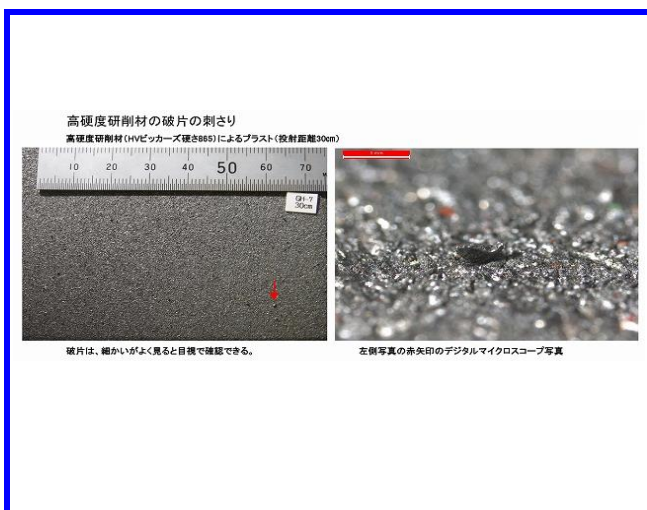 高硬度研削材の破片の刺さり
高硬度研削材(HVビッカーズ硬さ865)によるブラスト(投射距離30cm)
10 20 30 40 50 60 70
GH-7
30cm
破片は、細かいがよく見ると目視で確認できる。
左側写真の赤矢印のデジタルマイクロスコープ写真